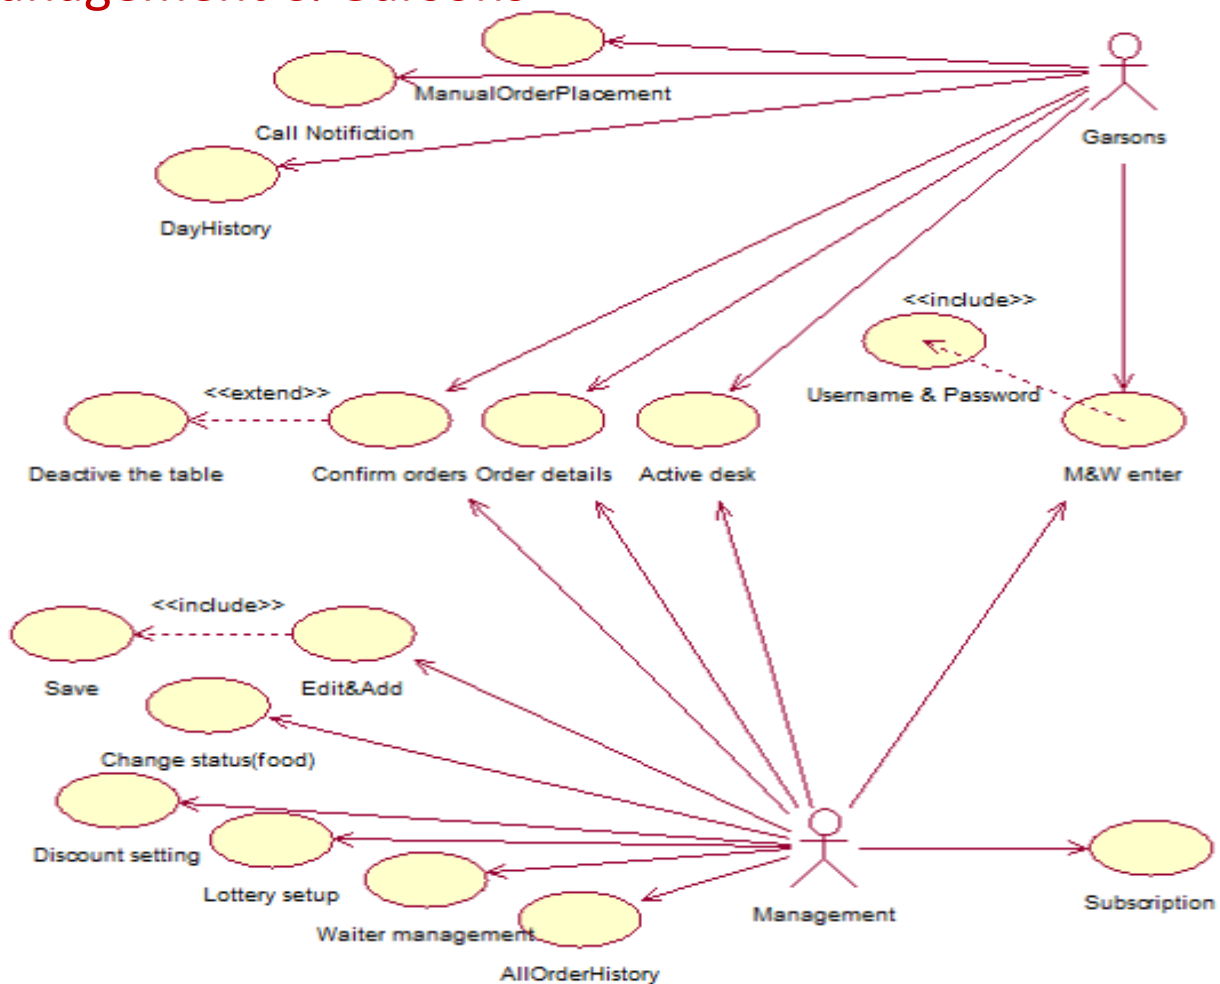 ManualOrderPlacement
Call Notifiction
Garsons
DayHistory
<<include>>
Username & Password
<<extend>>
Deactive the table
Confirm orders
Order details
Active desk
M&W enter
<<include>>
Save
Edit&Add
Change status(food)
Discount setting
Lottery setup
Waiter management
AllOrderHistory
Management
Subscription